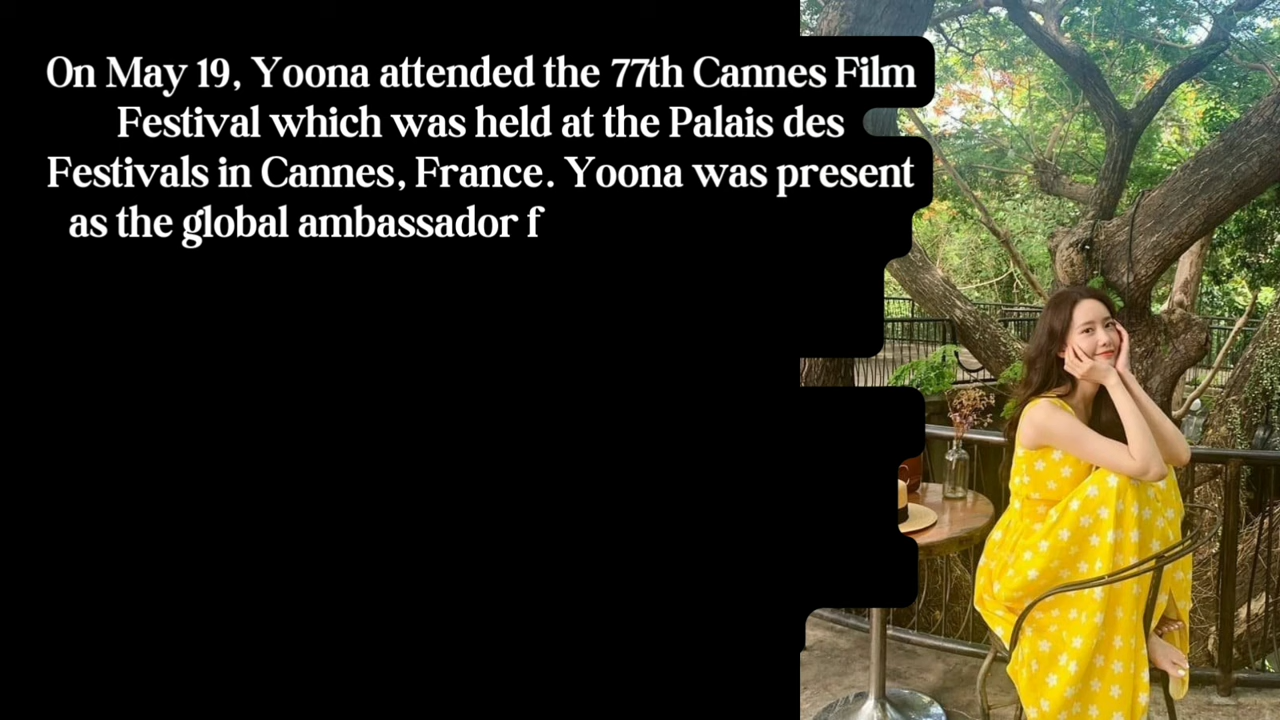 On May 19, Yoona attended the 77th Cannes Film
Festival which was held at the Palais des
Festivals in Cannes, France. Yoona was present
as the global ambassador f